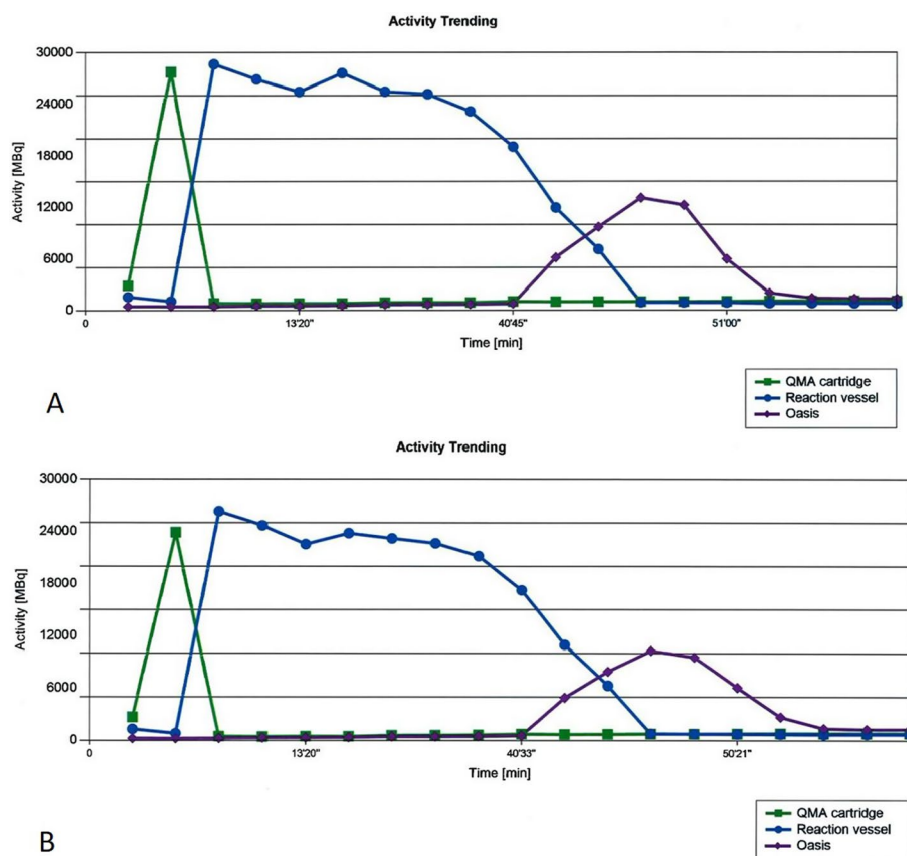 A
Activity Trending
30000
24000
18000
12000
6000
0
Activity [MBq]
0 13'20" 40'45" 51'00"
Time [min]
QMA cartridge
Reaction vessel
Oasis
Activity Trending
30000
24000
18000
12000
6000
0
Activity [MBq]
0 13'20" 40'33" 50'21"
Time [min]
QMA cartridge
Reaction vessel
Oasis
B